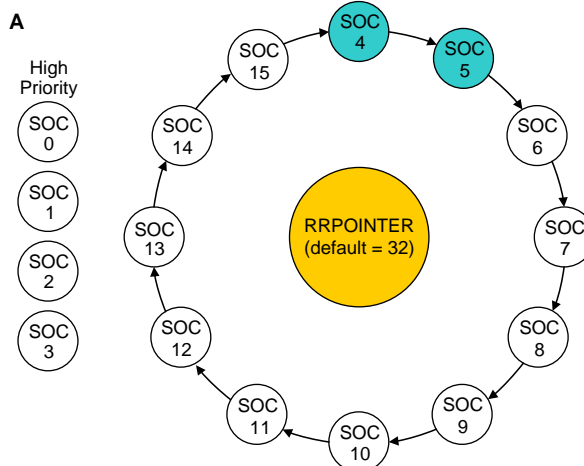 A
High
Priority
SOC
0
SOC
1
SOC
2
SOC
3
SOC
4
SOC
5
SOC
6
SOC
7
SOC
8
SOC
9
SOC
10
SOC
11
SOC
12
SOC
13
SOC
14
SOC
15
RRPOINTER
(default = 32)